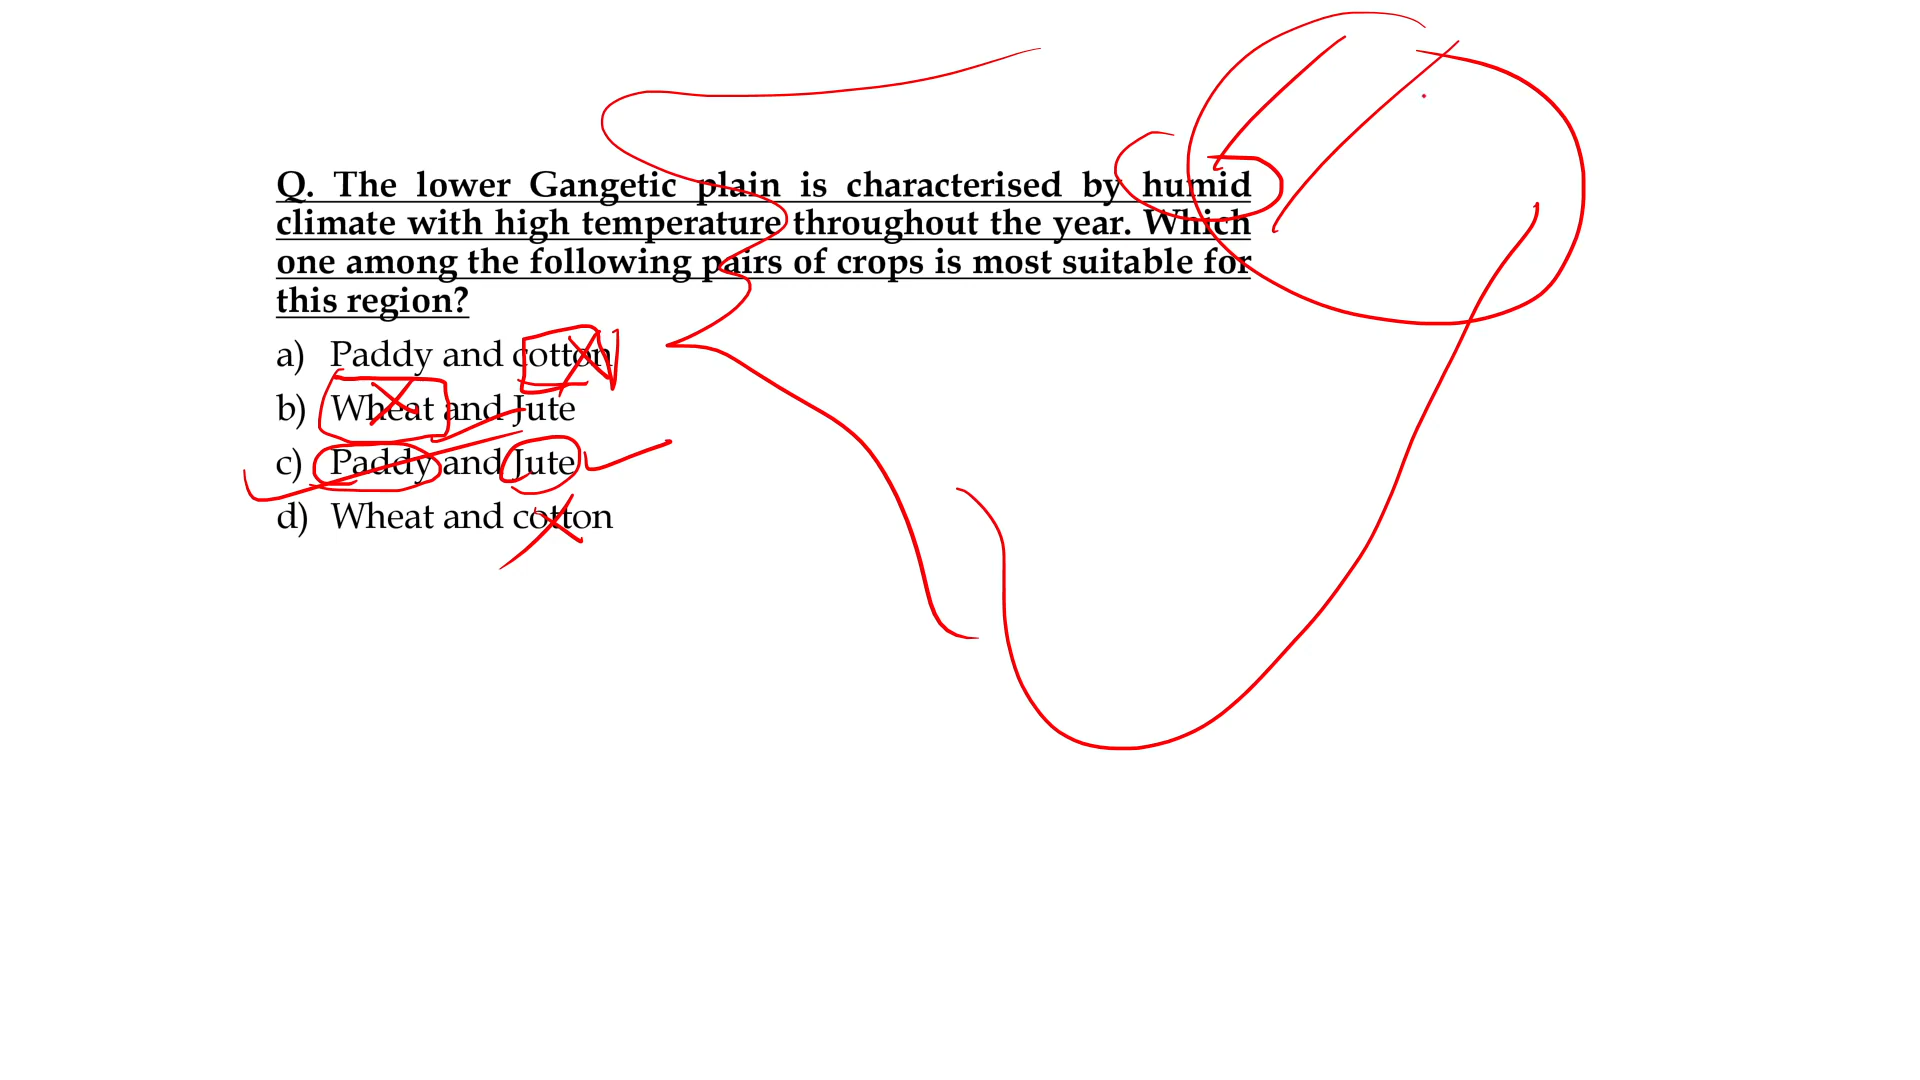 Q. The lower Gangetic plain is characterised by humid
climate with high temperature throughout the year. Which
one among the following pairs of crops is most suitable for
this region?
a) Paddy and cotton
b) Wheat and Jute
c) Paddy and Jute
d) Wheat and cotton